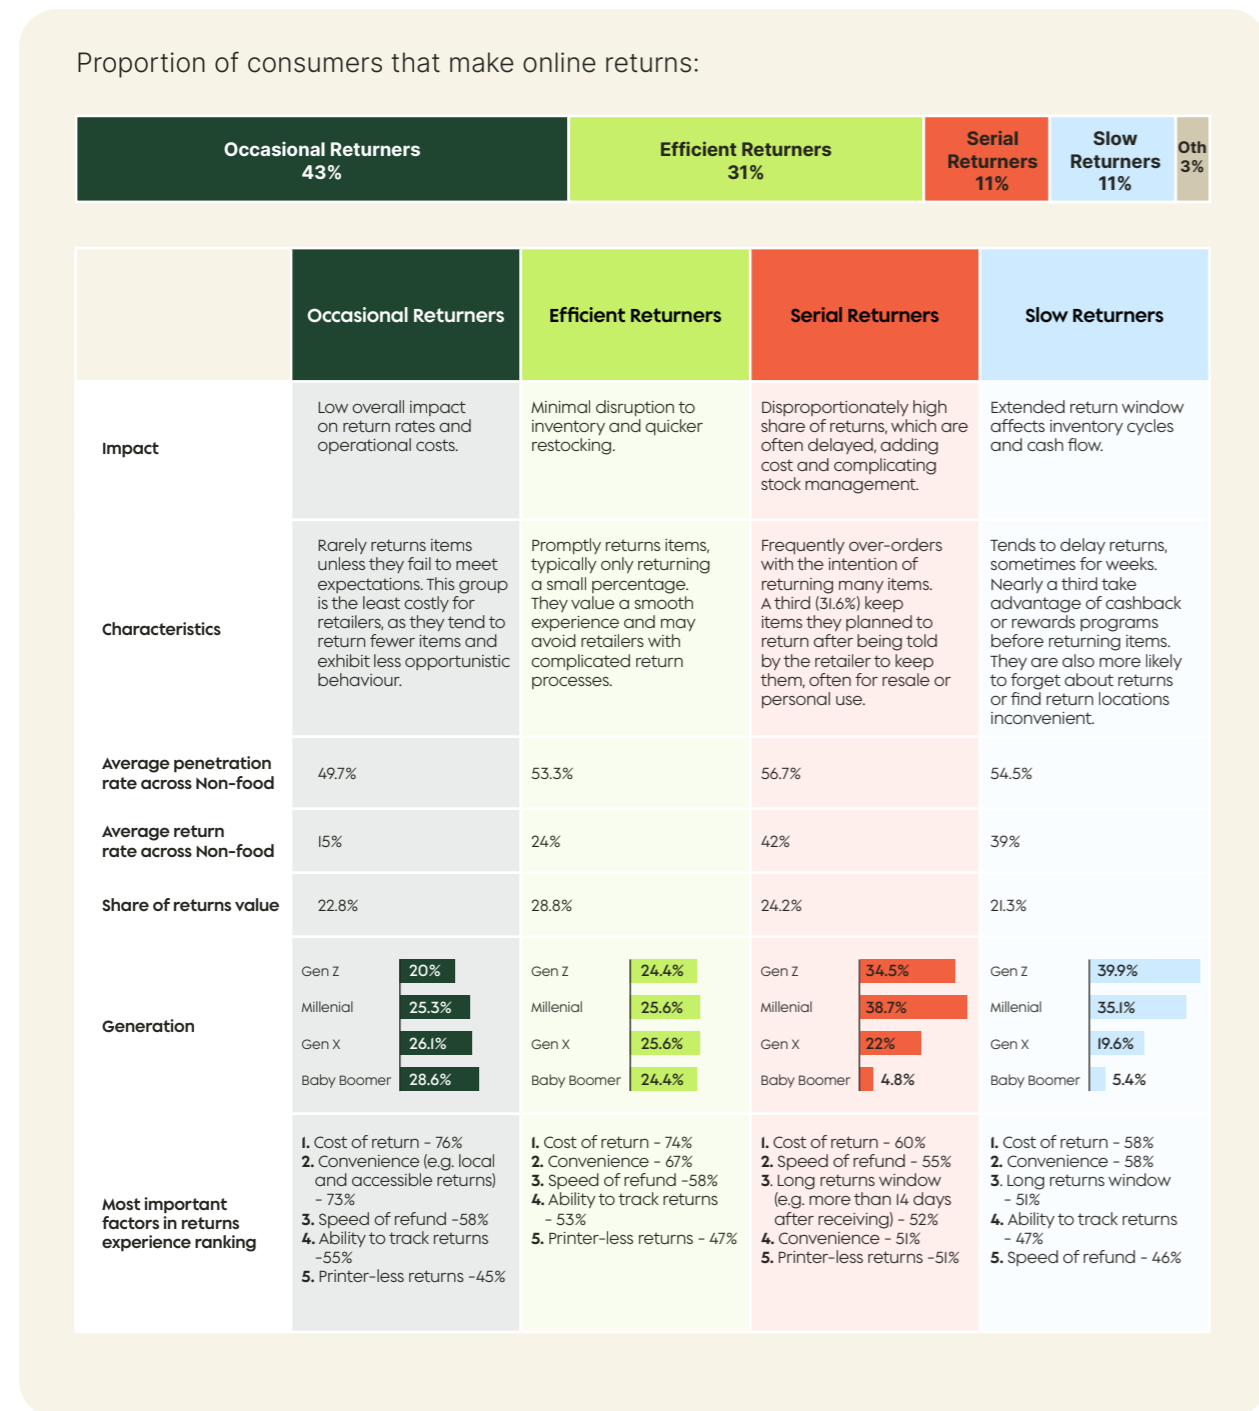 Proportion of consumers that make online returns:
Occasional Returners
43%
Efficient Returners
31%
Serial
Returners
11%
Slow
Returners
11%
Oth
3%
Occasional Returners
Efficient Returners
Serial Returners
Slow Returners
Impact
Low overall impact
on return rates and
operational costs.
Minimal disruption to
inventory and quicker
restocking.
Disproportionately high
share of returns, which are
often delayed, adding
cost and complicating
stock management.
Extended return window
affects inventory cycles
and cash flow.
Characteristics
Rarely returns items
unless they fail to meet
expectations. This group
is the least costly for
retailers, as they tend to
return fewer items and
exhibit less opportunistic
behaviour.
Promptly returns items,
typically only returning
a small percentage.
They value a smooth
experience and may
avoid retailers with
complicated return
processes.
Frequently over-orders
with the intention of
returning many items.
A third (31.6%) keep
items they planned to
return after being told
by the retailer to keep
them, often for resale or
personal use.
Tends to delay returns,
sometimes for weeks.
Nearly a third take
advantage of cashback
or rewards programs
before returning items.
They are also more likely
to forget about returns
or find return locations
inconvenient.
Average penetration
rate across Non-food
49.7%
53.3%
56.7%
54.5%
Average return
rate across Non-food
15%
24%
42%
39%
Share of returns value
22.8%
28.8%
24.2%
21.3%
Generation
Gen Z 20%
Millenial 25.3%
Gen X 26.1%
Baby Boomer 28.6%
Gen Z 24.4%
Millenial 25.6%
Gen X 25.6%
Baby Boomer 24.4%
Gen Z 34.5%
Millenial 38.7%
Gen X 22%
Baby Boomer 4.8%
Gen Z 39.9%
Millenial 35.1%
Gen X 19.6%
Baby Boomer 5.4%
Most important
factors in returns
experience ranking
1. Cost of return - 76%
2. Convenience (e.g. local
and accessible returns)
- 73%
3. Speed of refund -58%
4. Ability to track returns
-55%
5. Printer-less returns -45%
1. Cost of return - 74%
2. Convenience - 67%
3. Speed of refund -58%
4. Ability to track returns
- 53%
5. Printer-less returns - 47%
1. Cost of return - 60%
2. Speed of refund - 55%
3. Long returns window
(e.g. more than 14 days
after receiving) - 52%
4. Convenience - 51%
5. Printer-less returns -51%
1. Cost of return - 58%
2. Convenience - 58%
3. Long returns window
- 51%
4. Ability to track returns
- 47%
5. Speed of refund - 46%